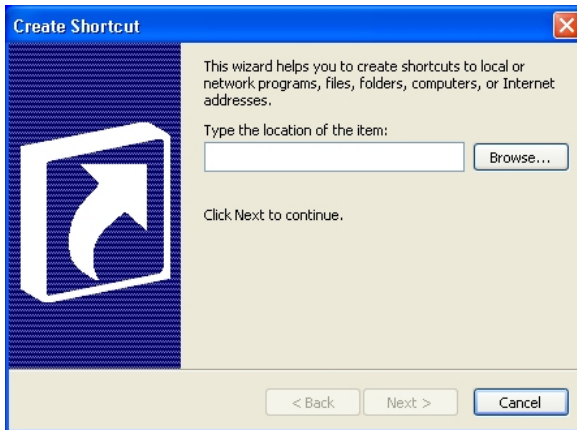 Create Shortcut
This wizard helps you to create shortcuts to local or
network programs, files, folders, computers, or Internet
addresses.
Type the location of the item:
Browse...
Click Next to continue.
< Back
Next >
Cancel